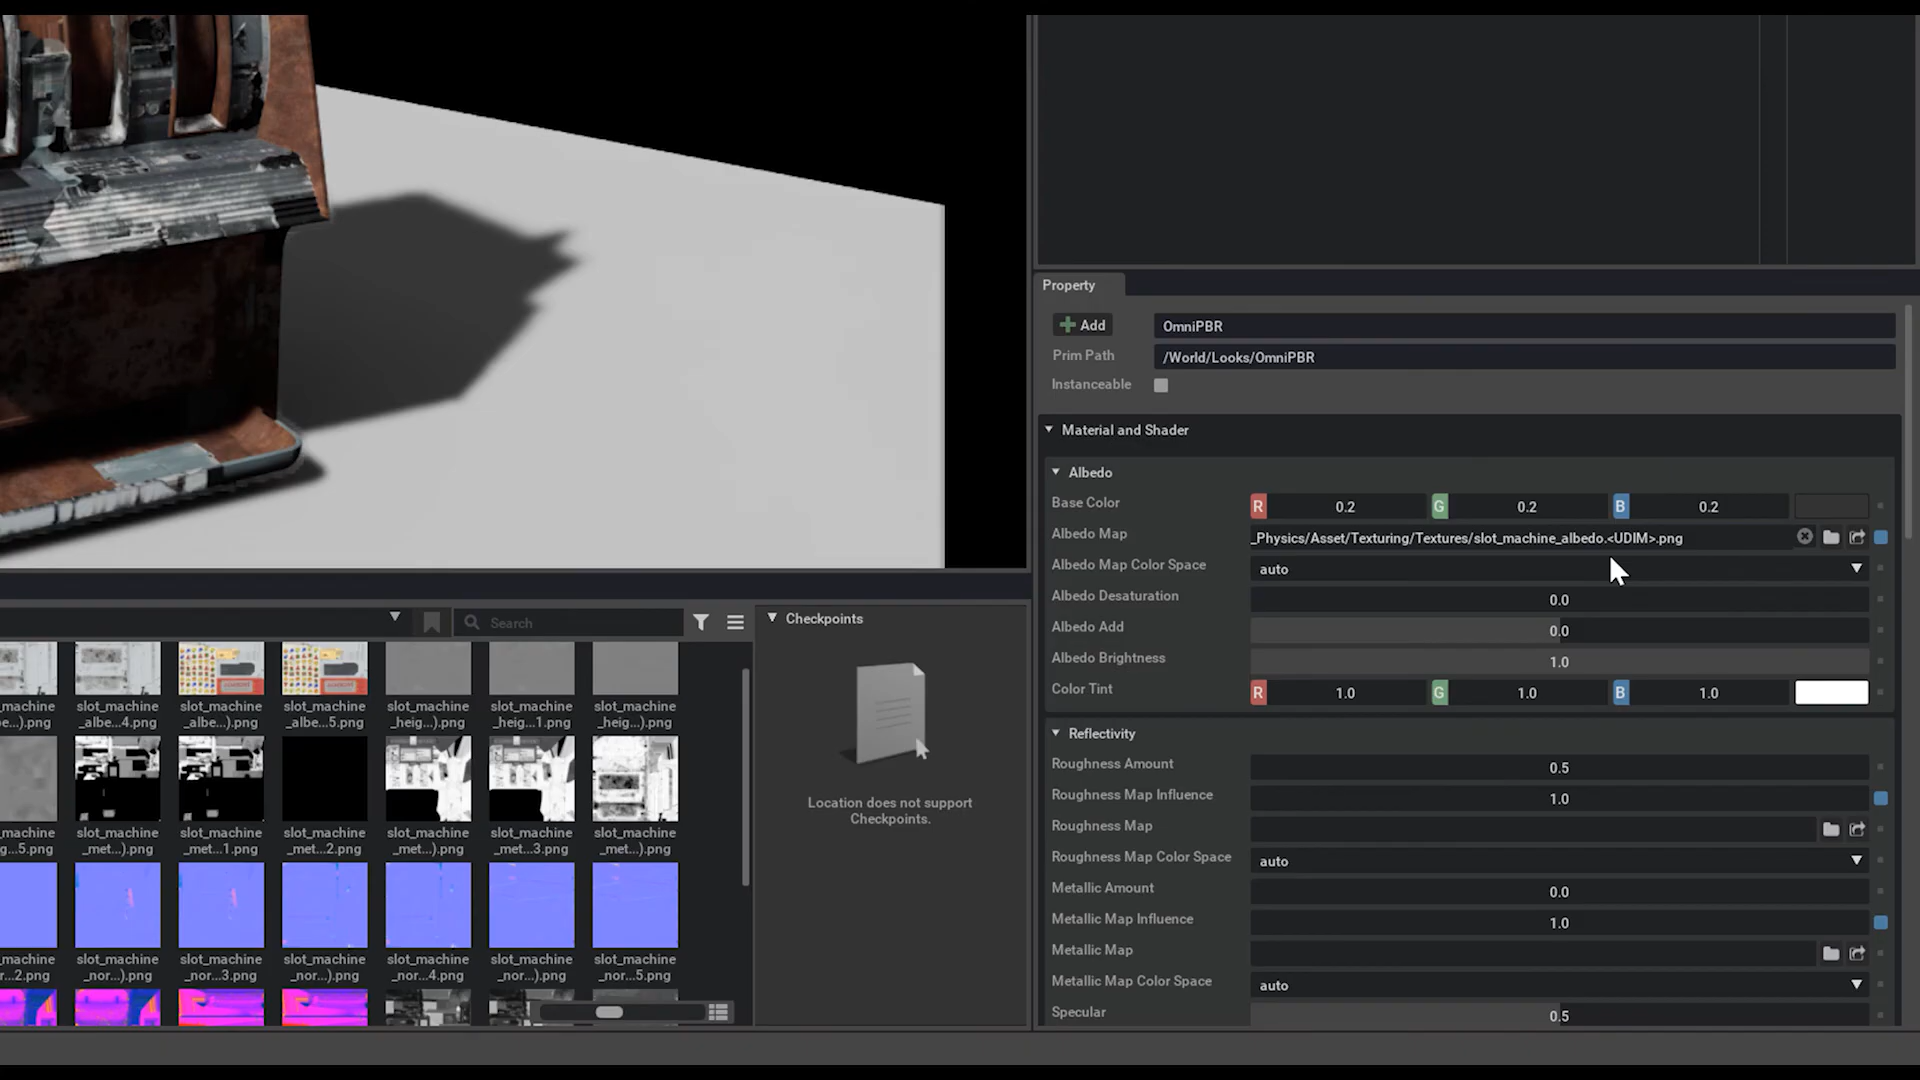 Property
Add
OmniPBR
Prim Path
/World/Looks/OmniPBR
Instanceable
Material and Shader
Albedo
Base Color
R 0.2 G 0.2 B 0.2
Albedo Map
_Physics/Asset/Texturing/Textures/slot_machine_albedo.<UDIM>.png
Albedo Map Color Space
auto
Albedo Desaturation
0.0
Albedo Add
0.0
Albedo Brightness
1.0
Color Tint
R 1.0 G 1.0 B 1.0
Reflectivity
Roughness Amount
0.5
Roughness Map Influence
1.0
Roughness Map
Roughness Map Color Space
auto
Metallic Amount
0.0
Metallic Map Influence
1.0
Metallic Map
Metallic Map Color Space
auto
Specular
0.5
Search
Checkpoints
Location does not support
Checkpoints.
_machine slot_machine slot_machine slot_machine slot_machine slot_machine slot_machine
e...).png _albe...4.png _albe...).png _albe...5.png _heig...).png _heig...1.png _heig...).png
_machine slot_machine slot_machine slot_machine slot_machine slot_machine slot_machine
g...5.png _met...).png _met...1.png _met...2.png _met...).png _met...3.png _met...).png
_machine slot_machine slot_machine slot_machine slot_machine slot_machine slot_machine
r...2.png _nor...).png _nor...3.png _nor...).png _nor...4.png _nor...).png _nor...5.png